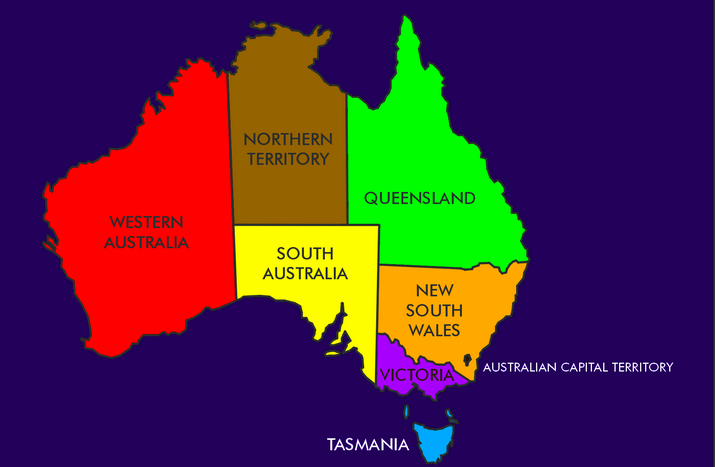 NORTHERN
TERRITORY
QUEENSLAND
WESTERN
AUSTRALIA
SOUTH
AUSTRALIA
NEW
SOUTH
WALES
AUSTRALIAN CAPITAL TERRITORY
VICTORIA
TASMANIA